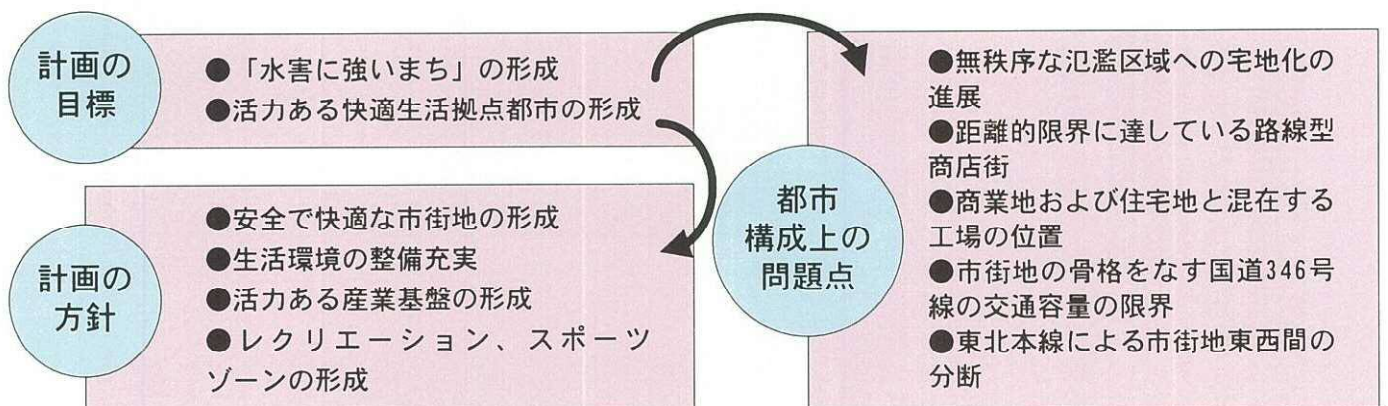 計画の
目標
●「水害に強いまち」の形成
●活力ある快適生活拠点都市の形成
計画の
方針
●安全で快適な市街地の形成
●生活環境の整備充実
●活力ある産業基盤の形成
●レクリエーション、スポーツ
ゾーンの形成
都市
構成上の
問題点
●無秩序な氾濫区域への宅地化の
進展
●距離的限界に達している路線型
商店街
●商業地および住宅地と混在する
工場の位置
●市街地の骨格をなす国道346号
線の交通容量の限界
●東北本線による市街地東西間の
分断